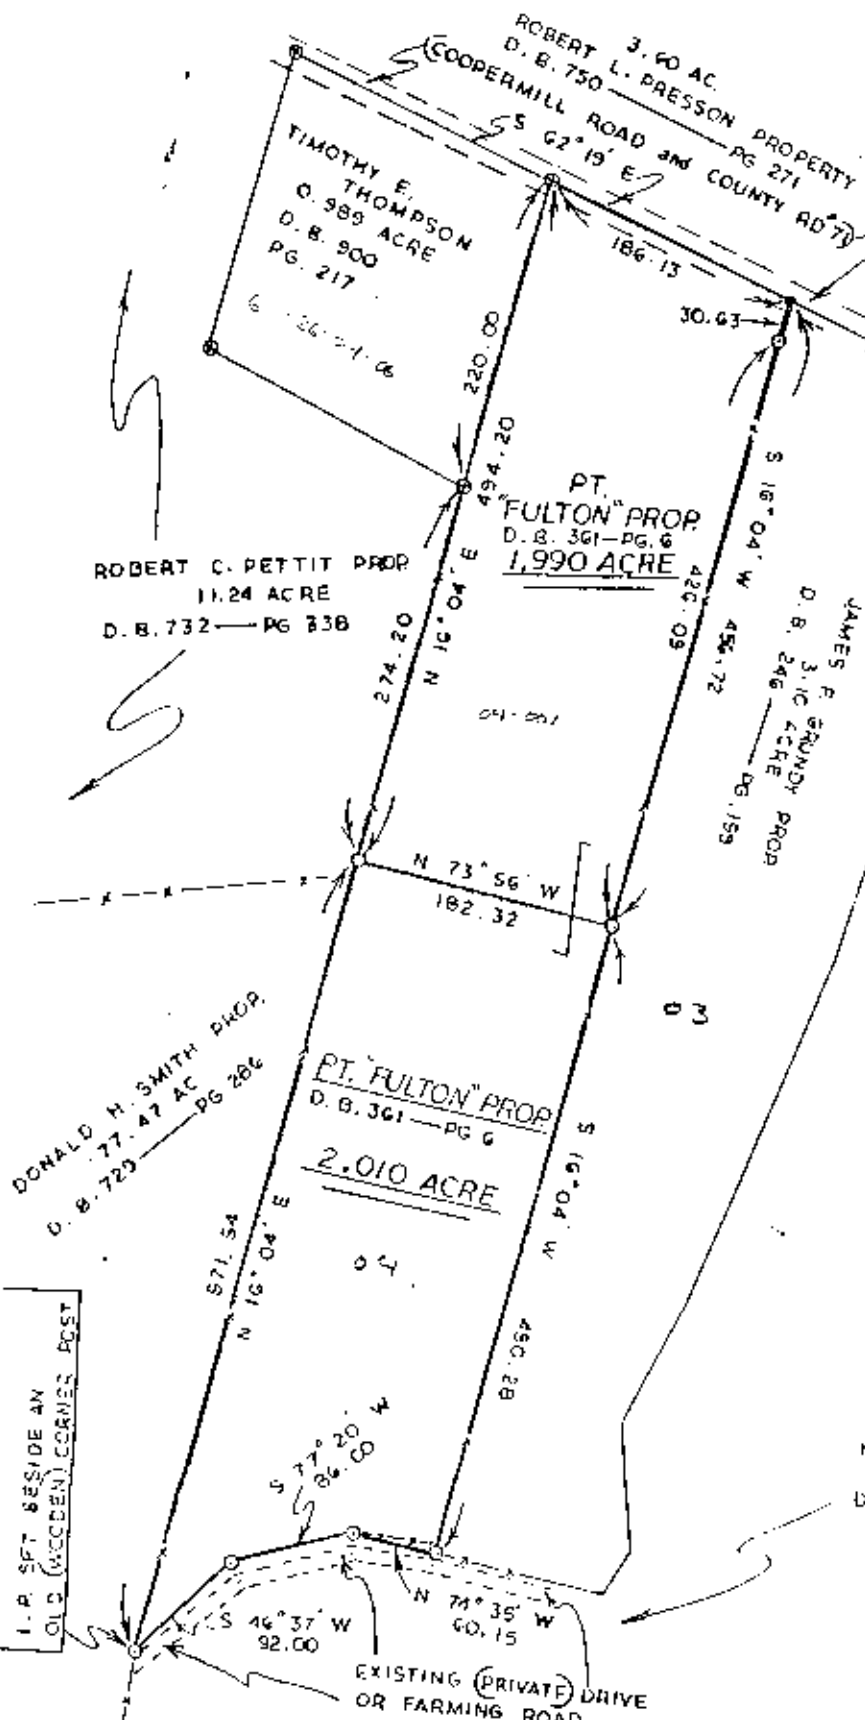 3.60 AC.
ROBERT L. PRESSON PROPERTY
D. B. 750 — PG 271
(COOPERMILL ROAD and COUNTY RD #71)
S 62° 19' E
186.13
30.63
TIMOTHY E.
THOMPSON
0.989 ACRE
D. B. 900
PG. 217
220.00
494.20
N 16° 04' E
274.20
PT.
"FULTON" PROP.
D. B. 361—PG. 6
1.990 ACRE
S 16° 04' W 456.72
426.09
JAMES F. GRUNDY PROP.
3.10 ACRE
D. B. 246 — PG. 199
ROBERT C. PETTIT PROP.
11.24 ACRE
D. B. 732 — PG 338
N 73° 56' W
182.32
DONALD H. SMITH PROP.
77.47 AC
D. B. 729 — PG 286
PT. "FULTON" PROP.
D. B. 361 — PG 6
2.010 ACRE
04
571.54
N 16° 04' E
S 16° 04' W
450.28
S 77° 20' W
86.00
I. P. SET BESIDE AN
OLD (WOODEN) CORNER POST
S 46° 37' W
92.00
N 74° 35' W
60.15
EXISTING (PRIVATE) DRIVE
OR FARMING ROAD